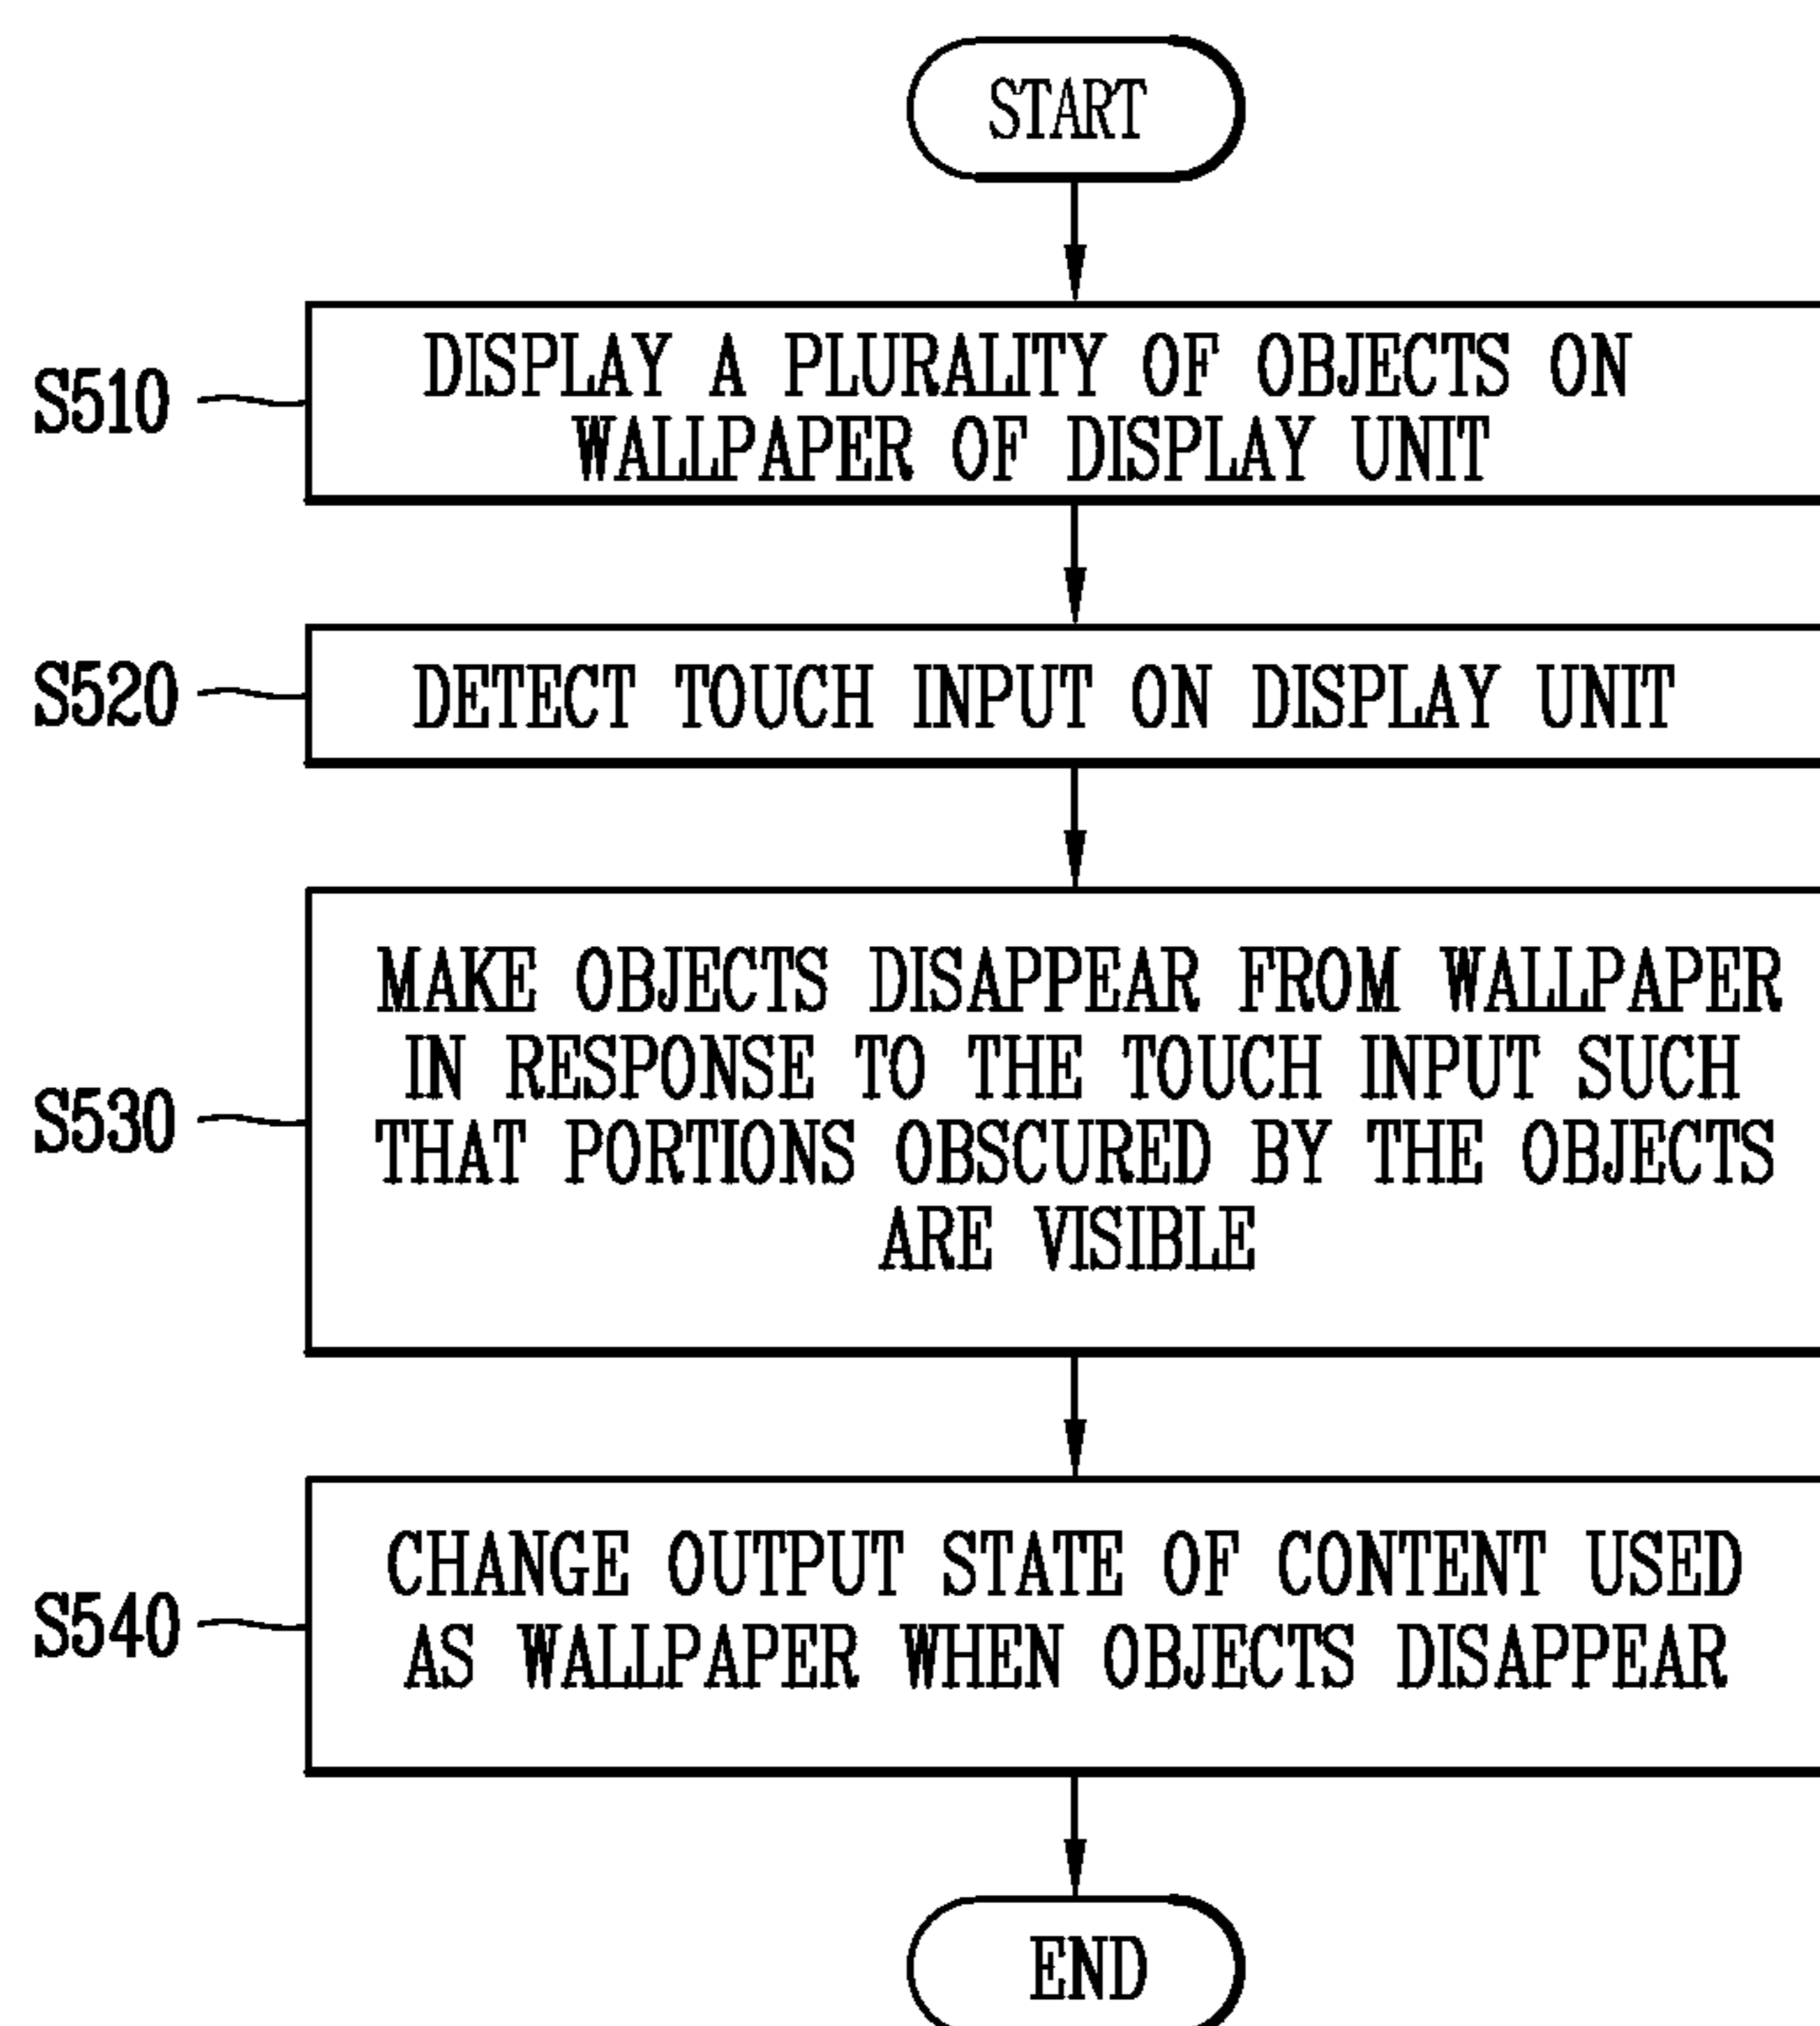 START
S510
DISPLAY A PLURALITY OF OBJECTS ON
WALLPAPER OF DISPLAY UNIT
S520
DETECT TOUCH INPUT ON DISPLAY UNIT
S530
MAKE OBJECTS DISAPPEAR FROM WALLPAPER
IN RESPONSE TO THE TOUCH INPUT SUCH
THAT PORTIONS OBSCURED BY THE OBJECTS
ARE VISIBLE
S540
CHANGE OUTPUT STATE OF CONTENT USED
AS WALLPAPER WHEN OBJECTS DISAPPEAR
END